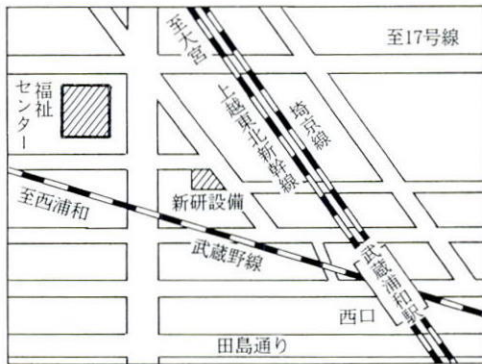 至大宮
至17号線
福祉
センター
上越東北新幹線
埼京線
新研設備
至西浦和
武蔵野線
武蔵浦和駅
西口
田島通り